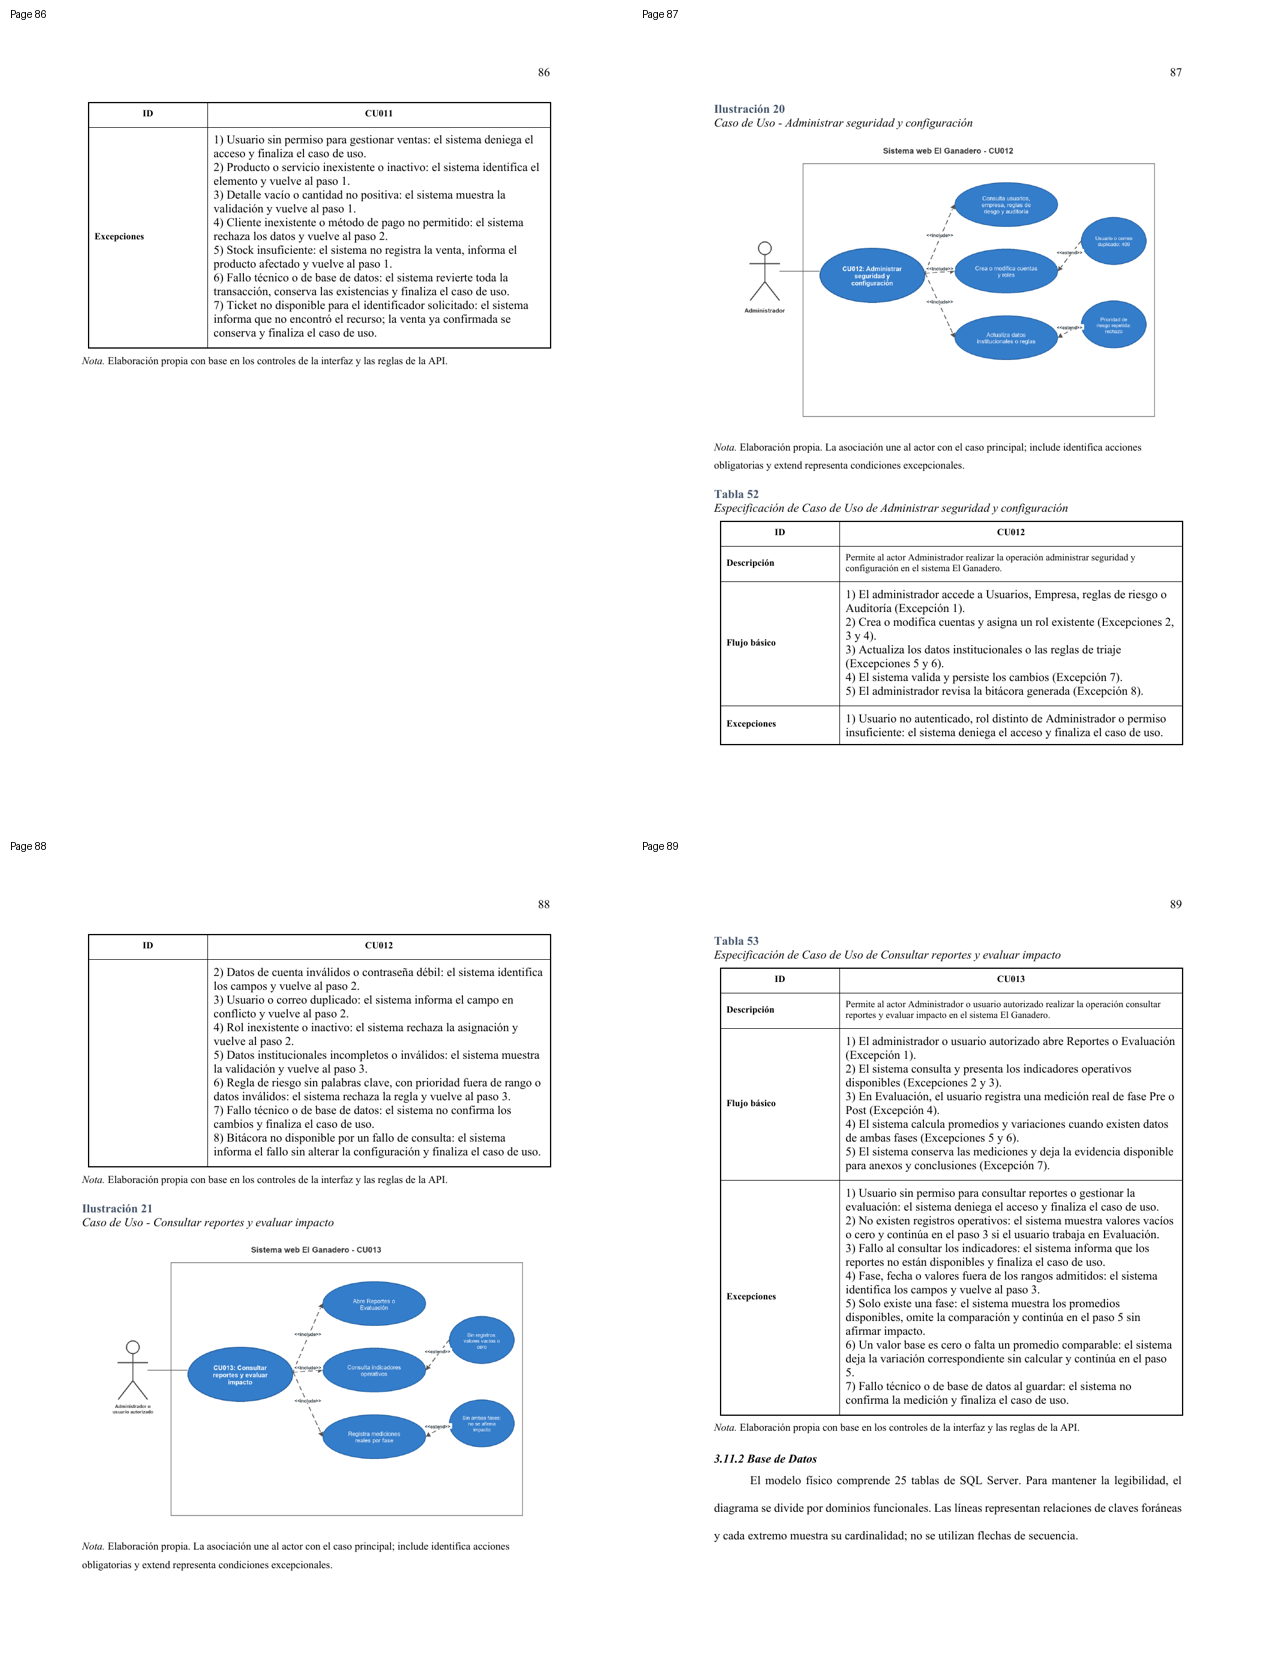 Page 86
86
ID
CU011
Excepciones
1) Usuario sin permiso para gestionar ventas: el sistema deniega el
acceso y finaliza el caso de uso.
2) Producto o servicio inexistente o inactivo: el sistema identifica el
elemento y vuelve al paso 1.
3) Detalle vacío o cantidad no positiva: el sistema muestra la
validación y vuelve al paso 1.
4) Cliente inexistente o método de pago no permitido: el sistema
rechaza los datos y vuelve al paso 2.
5) Stock insuficiente: el sistema no registra la venta, informa el
producto afectado y vuelve al paso 1.
6) Fallo técnico o de base de datos: el sistema revierte toda la
transacción, conserva las existencias y finaliza el caso de uso.
7) Ticket no disponible para el identificador solicitado: el sistema
informa que no encontró el recurso; la venta ya confirmada se
conserva y finaliza el caso de uso.
Nota. Elaboración propia con base en los controles de la interfaz y las reglas de la API.
Page 87
87
Ilustración 20
Caso de Uso - Administrar seguridad y configuración
Sistema web El Ganadero - CU012
Administrador
CU012: Administrar
seguridad y
configuración
<<include>>
<<include>>
<<include>>
Consulta usuarios,
empresa, reglas de
riesgo y auditoría
Crea o modifica cuentas
y roles
Actualiza datos
institucionales o reglas
<<extend>>
<<extend>>
Usuario o correo
duplicado: 409
Prioridad de
riesgo repetida:
rechazo
Nota. Elaboración propia. La asociación une al actor con el caso principal; include identifica acciones
obligatorias y extend representa condiciones excepcionales.
Tabla 52
Especificación de Caso de Uso de Administrar seguridad y configuración
ID
CU012
Descripción
Permite al actor Administrador realizar la operación administrar seguridad y
configuración en el sistema El Ganadero.
Flujo básico
1) El administrador accede a Usuarios, Empresa, reglas de riesgo o
Auditoría (Excepción 1).
2) Crea o modifica cuentas y asigna un rol existente (Excepciones 2,
3 y 4).
3) Actualiza los datos institucionales o las reglas de triaje
(Excepciones 5 y 6).
4) El sistema valida y persiste los cambios (Excepción 7).
5) El administrador revisa la bitácora generada (Excepción 8).
Excepciones
1) Usuario no autenticado, rol distinto de Administrador o permiso
insuficiente: el sistema deniega el acceso y finaliza el caso de uso.
Page 88
88
ID
CU012
2) Datos de cuenta inválidos o contraseña débil: el sistema identifica
los campos y vuelve al paso 2.
3) Usuario o correo duplicado: el sistema informa el campo en
conflicto y vuelve al paso 2.
4) Rol inexistente o inactivo: el sistema rechaza la asignación y
vuelve al paso 2.
5) Datos institucionales incompletos o inválidos: el sistema muestra
la validación y vuelve al paso 3.
6) Regla de riesgo sin palabras clave, con prioridad fuera de rango o
datos inválidos: el sistema rechaza la regla y vuelve al paso 3.
7) Fallo técnico o de base de datos: el sistema no confirma los
cambios y finaliza el caso de uso.
8) Bitácora no disponible por un fallo de consulta: el sistema
informa el fallo sin alterar la configuración y finaliza el caso de uso.
Nota. Elaboración propia con base en los controles de la interfaz y las reglas de la API.
Ilustración 21
Caso de Uso - Consultar reportes y evaluar impacto
Sistema web El Ganadero - CU013
Administrador o
usuario autorizado
CU013: Consultar
reportes y evaluar
impacto
<<include>>
<<include>>
<<include>>
Abre Reportes o
Evaluación
Consulta indicadores
operativos
Registra mediciones
reales por fase
<<extend>>
<<extend>>
Sin registros:
valores vacíos o
cero
Sin ambas fases:
no se afirma
impacto
Nota. Elaboración propia. La asociación une al actor con el caso principal; include identifica acciones
obligatorias y extend representa condiciones excepcionales.
Page 89
89
Tabla 53
Especificación de Caso de Uso de Consultar reportes y evaluar impacto
ID
CU013
Descripción
Permite al actor Administrador o usuario autorizado realizar la operación consultar
reportes y evaluar impacto en el sistema El Ganadero.
Flujo básico
1) El administrador o usuario autorizado abre Reportes o Evaluación
(Excepción 1).
2) El sistema consulta y presenta los indicadores operativos
disponibles (Excepciones 2 y 3).
3) En Evaluación, el usuario registra una medición real de fase Pre o
Post (Excepción 4).
4) El sistema calcula promedios y variaciones cuando existen datos
de ambas fases (Excepciones 5 y 6).
5) El sistema conserva las mediciones y deja la evidencia disponible
para anexos y conclusiones (Excepción 7).
Excepciones
1) Usuario sin permiso para consultar reportes o gestionar la
evaluación: el sistema deniega el acceso y finaliza el caso de uso.
2) No existen registros operativos: el sistema muestra valores vacíos
o cero y continúa en el paso 3 si el usuario trabaja en Evaluación.
3) Fallo al consultar los indicadores: el sistema informa que los
reportes no están disponibles y finaliza el caso de uso.
4) Fase, fecha o valores fuera de los rangos admitidos: el sistema
identifica los campos y vuelve al paso 3.
5) Solo existe una fase: el sistema muestra los promedios
disponibles, omite la comparación y continúa en el paso 5 sin
afirmar impacto.
6) Un valor base es cero o falta un promedio comparable: el sistema
deja la variación correspondiente sin calcular y continúa en el paso
5.
7) Fallo técnico o de base de datos al guardar: el sistema no
confirma la medición y finaliza el caso de uso.
Nota. Elaboración propia con base en los controles de la interfaz y las reglas de la API.
3.11.2 Base de Datos
El modelo físico comprende 25 tablas de SQL Server. Para mantener la legibilidad, el
diagrama se divide por dominios funcionales. Las líneas representan relaciones de claves foráneas
y cada extremo muestra su cardinalidad; no se utilizan flechas de secuencia.